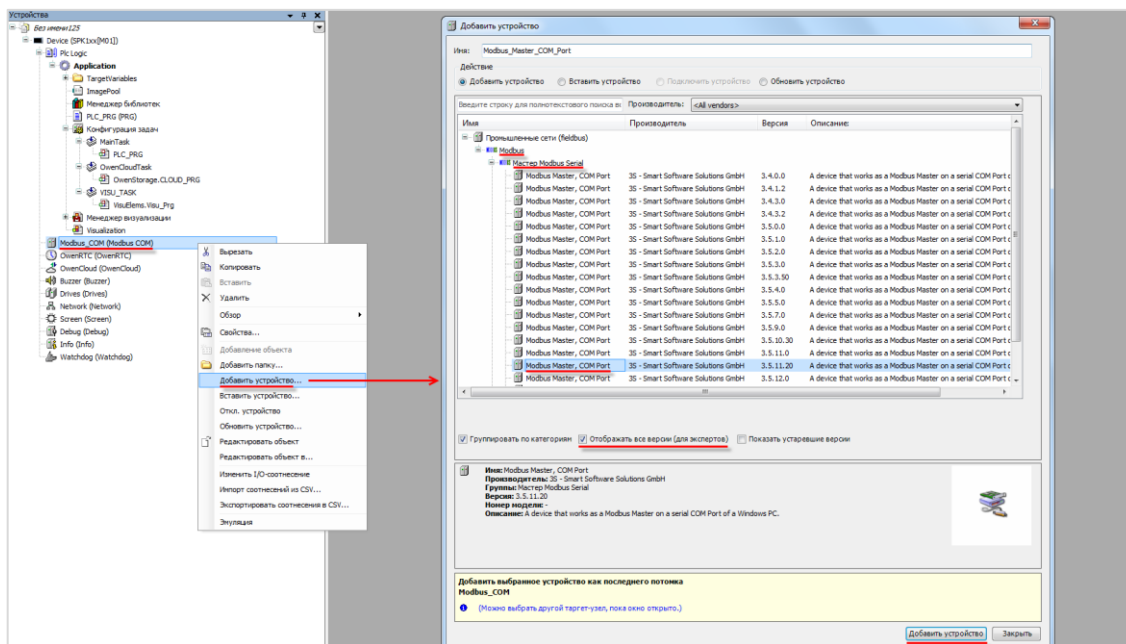 Устройства
Без имени125
Device (SPK1xx[M01])
Plc Logic
Application
TargetVariables
ImagePool
Менеджер библиотек
PLC_PRG (PRG)
Конфигурация задач
MainTask
PLC_PRG
OwenCloudTask
OwenStorage.CLOUD_PRG
VISU_TASK
VisuElems.Visu_Prg
Менеджер визуализации
Visualization
Modbus_COM (Modbus COM)
OwenRTC (OwenRTC)
OwenCloud (OwenCloud)
Buzzer (Buzzer)
Drives (Drives)
Network (Network)
Screen (Screen)
Debug (Debug)
Info (Info)
Watchdog (Watchdog)
Вырезать
Копировать
Вставить
Удалить
Обзор
Свойства...
Добавление объекта
Добавить папку...
Добавить устройство...
Вставить устройство...
Откл. устройство
Обновить устройство...
Редактировать объект
Редактировать объект в...
Изменить I/O-соотнесение
Импорт соотнесений из CSV...
Экспортировать соотнесения в CSV...
Эмуляция
Добавить устройство
Имя: Modbus_Master_COM_Port
Действие
Добавить устройство Вставить устройство Подключить устройство Обновить устройство
Введите строку для полнотекстового поиска в Производитель: <All vendors>
Имя Производитель Версия Описание:
Промышленные сети (fieldbus)
Modbus
Мастер Modbus Serial
Modbus Master, COM Port 3S - Smart Software Solutions GmbH 3.4.0.0 A device that works as a Modbus Master on a serial COM Port c
Modbus Master, COM Port 3S - Smart Software Solutions GmbH 3.4.1.2 A device that works as a Modbus Master on a serial COM Port c
Modbus Master, COM Port 3S - Smart Software Solutions GmbH 3.4.3.0 A device that works as a Modbus Master on a serial COM Port c
Modbus Master, COM Port 3S - Smart Software Solutions GmbH 3.4.3.2 A device that works as a Modbus Master on a serial COM Port c
Modbus Master, COM Port 3S - Smart Software Solutions GmbH 3.5.0.0 A device that works as a Modbus Master on a serial COM Port c
Modbus Master, COM Port 3S - Smart Software Solutions GmbH 3.5.1.0 A device that works as a Modbus Master on a serial COM Port c
Modbus Master, COM Port 3S - Smart Software Solutions GmbH 3.5.2.0 A device that works as a Modbus Master on a serial COM Port c
Modbus Master, COM Port 3S - Smart Software Solutions GmbH 3.5.3.0 A device that works as a Modbus Master on a serial COM Port c
Modbus Master, COM Port 3S - Smart Software Solutions GmbH 3.5.3.50 A device that works as a Modbus Master on a serial COM Port c
Modbus Master, COM Port 3S - Smart Software Solutions GmbH 3.5.4.0 A device that works as a Modbus Master on a serial COM Port c
Modbus Master, COM Port 3S - Smart Software Solutions GmbH 3.5.5.0 A device that works as a Modbus Master on a serial COM Port c
Modbus Master, COM Port 3S - Smart Software Solutions GmbH 3.5.7.0 A device that works as a Modbus Master on a serial COM Port c
Modbus Master, COM Port 3S - Smart Software Solutions GmbH 3.5.9.0 A device that works as a Modbus Master on a serial COM Port c
Modbus Master, COM Port 3S - Smart Software Solutions GmbH 3.5.10.30 A device that works as a Modbus Master on a serial COM Port c
Modbus Master, COM Port 3S - Smart Software Solutions GmbH 3.5.11.0 A device that works as a Modbus Master on a serial COM Port c
Modbus Master, COM Port 3S - Smart Software Solutions GmbH 3.5.11.20 A device that works as a Modbus Master on a serial COM Port c
Modbus Master, COM Port 3S - Smart Software Solutions GmbH 3.5.12.0 A device that works as a Modbus Master on a serial COM Port c
Группировать по категориям Отображать все версии (для экспертов) Показать устаревшие версии
Имя: Modbus Master, COM Port
Производитель: 3S - Smart Software Solutions GmbH
Группы: Мастер Modbus Serial
Версия: 3.5.11.20
Номер модели: -
Описание: A device that works as a Modbus Master on a serial COM Port of a Windows PC.
Добавить выбранное устройство как последнего потомка
Modbus_COM
(Можно выбрать другой таргет-узел, пока окно открыто.)
Добавить устройство Закрыть